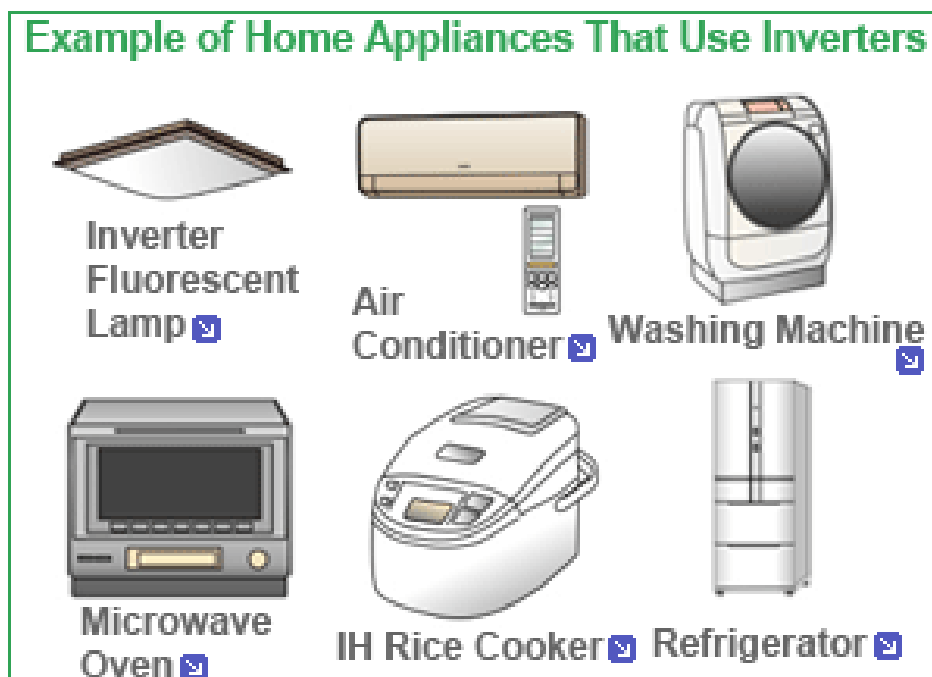 Example of Home Appliances That Use Inverters
Inverter
Fluorescent
Lamp
Air
Conditioner
Washing Machine
Microwave
Oven
IH Rice Cooker
Refrigerator